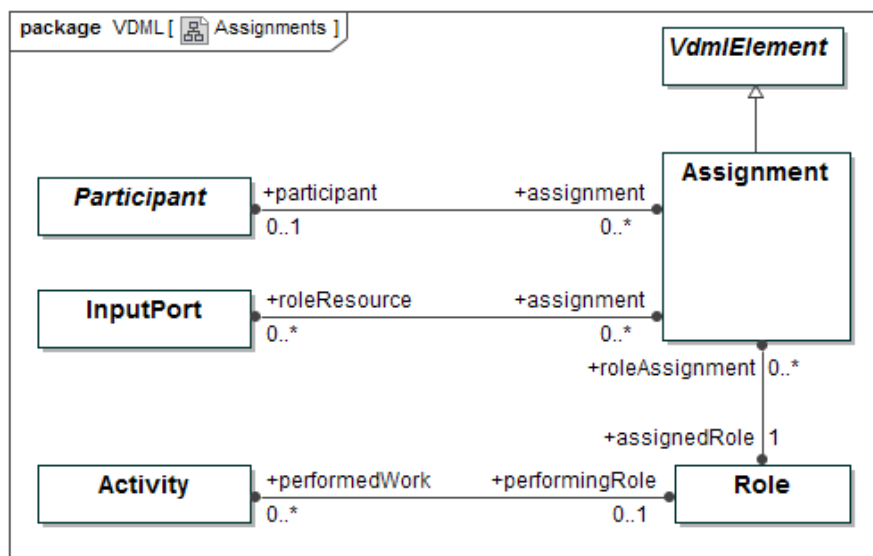 package VDML [ Assignments ]
VdmlElement
Assignment
Participant
+participant
+assignment
0..1
0..*
InputPort
+roleResource
+assignment
0..*
0..*
+roleAssignment
0..*
+assignedRole
1
Activity
+performedWork
+performingRole
Role
0..*
0..1